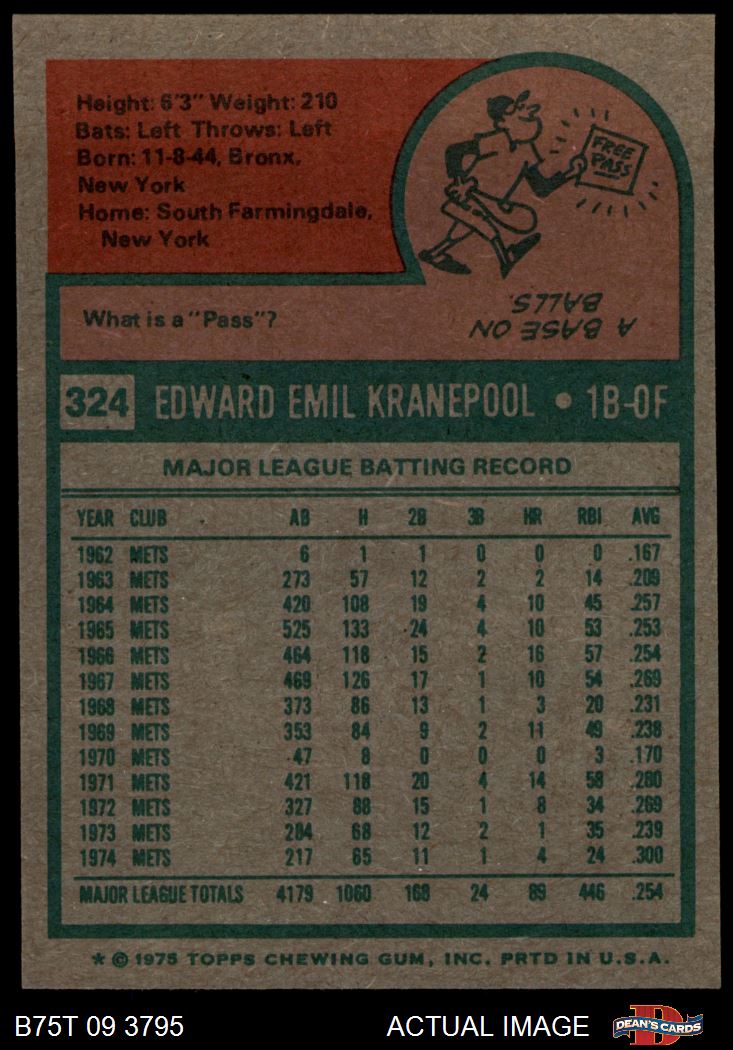 Height: 6'3" Weight: 210
Bats: Left Throws: Left
Born: 11-8-44, Bronx,
New York
Home: South Farmingdale,
New York
FREE
PASS
What is a "Pass"?
A BASE ON
BALLS.
324 EDWARD EMIL KRANEPOOL • 1B-OF
MAJOR LEAGUE BATTING RECORD
YEAR CLUB AB H 2B 3B HR RBI AVG
1962 METS 6 1 1 0 0 0 .167
1963 METS 273 57 12 2 2 14 .209
1964 METS 420 108 19 4 10 45 .257
1965 METS 525 133 24 4 10 53 .253
1966 METS 464 118 15 2 16 57 .254
1967 METS 469 126 17 1 10 54 .269
1968 METS 373 86 13 1 3 20 .231
1969 METS 353 84 9 2 11 49 .238
1970 METS 47 8 0 0 0 3 .170
1971 METS 421 118 20 4 14 58 .280
1972 METS 327 88 15 1 8 34 .269
1973 METS 284 68 12 2 1 35 .239
1974 METS 217 65 11 1 4 24 .300
MAJOR LEAGUE TOTALS 4179 1060 168 24 89 446 .254
* © 1975 TOPPS CHEWING GUM, INC. PRTD IN U.S.A.
B75T 09 3795 ACTUAL IMAGE D DEAN'S CARDS